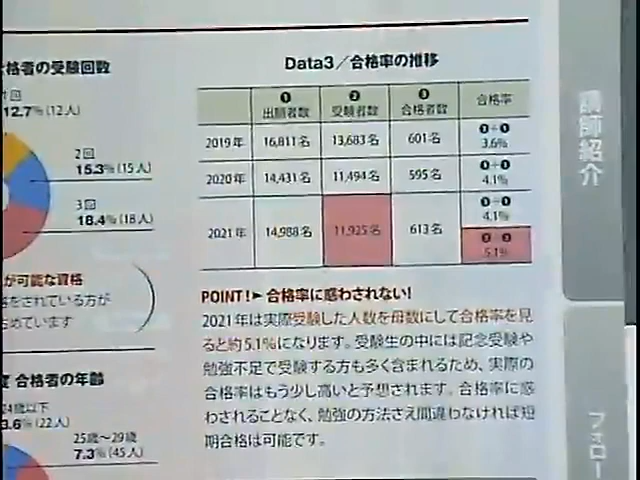 合格者の受験回数
1回
12.7%(12人)
2回
15.3%(15人)
3回
18.4%(18人)
が可能な資格
をされている方が
占めています
合格者の年齢
24歳以下
3.6%(22人)
25歳〜29歳
7.3%(45人)
Data3／合格率の推移
❶ ❷ ❸ 合格率
出願者数 受験者数 合格者数
2019年 16,811名 13,683名 601名 ❸÷❶ 3.6%
2020年 14,431名 11,494名 595名 ❸÷❶ 4.1%
2021年 14,988名 11,925名 613名 ❸÷❶ 4.1%
❸÷❷ 5.1%
POINT!▶合格率に惑わされない!
2021年は実際受験した人数を母数にして合格率を見
ると約5.1%になります。受験生の中には記念受験や
勉強不足で受験する方も多く含まれるため、実際の
合格率はもう少し高いと予想されます。合格率に惑
わされることなく、勉強の方法さえ間違わなければ短
期合格は可能です。
講師紹介
フォロー